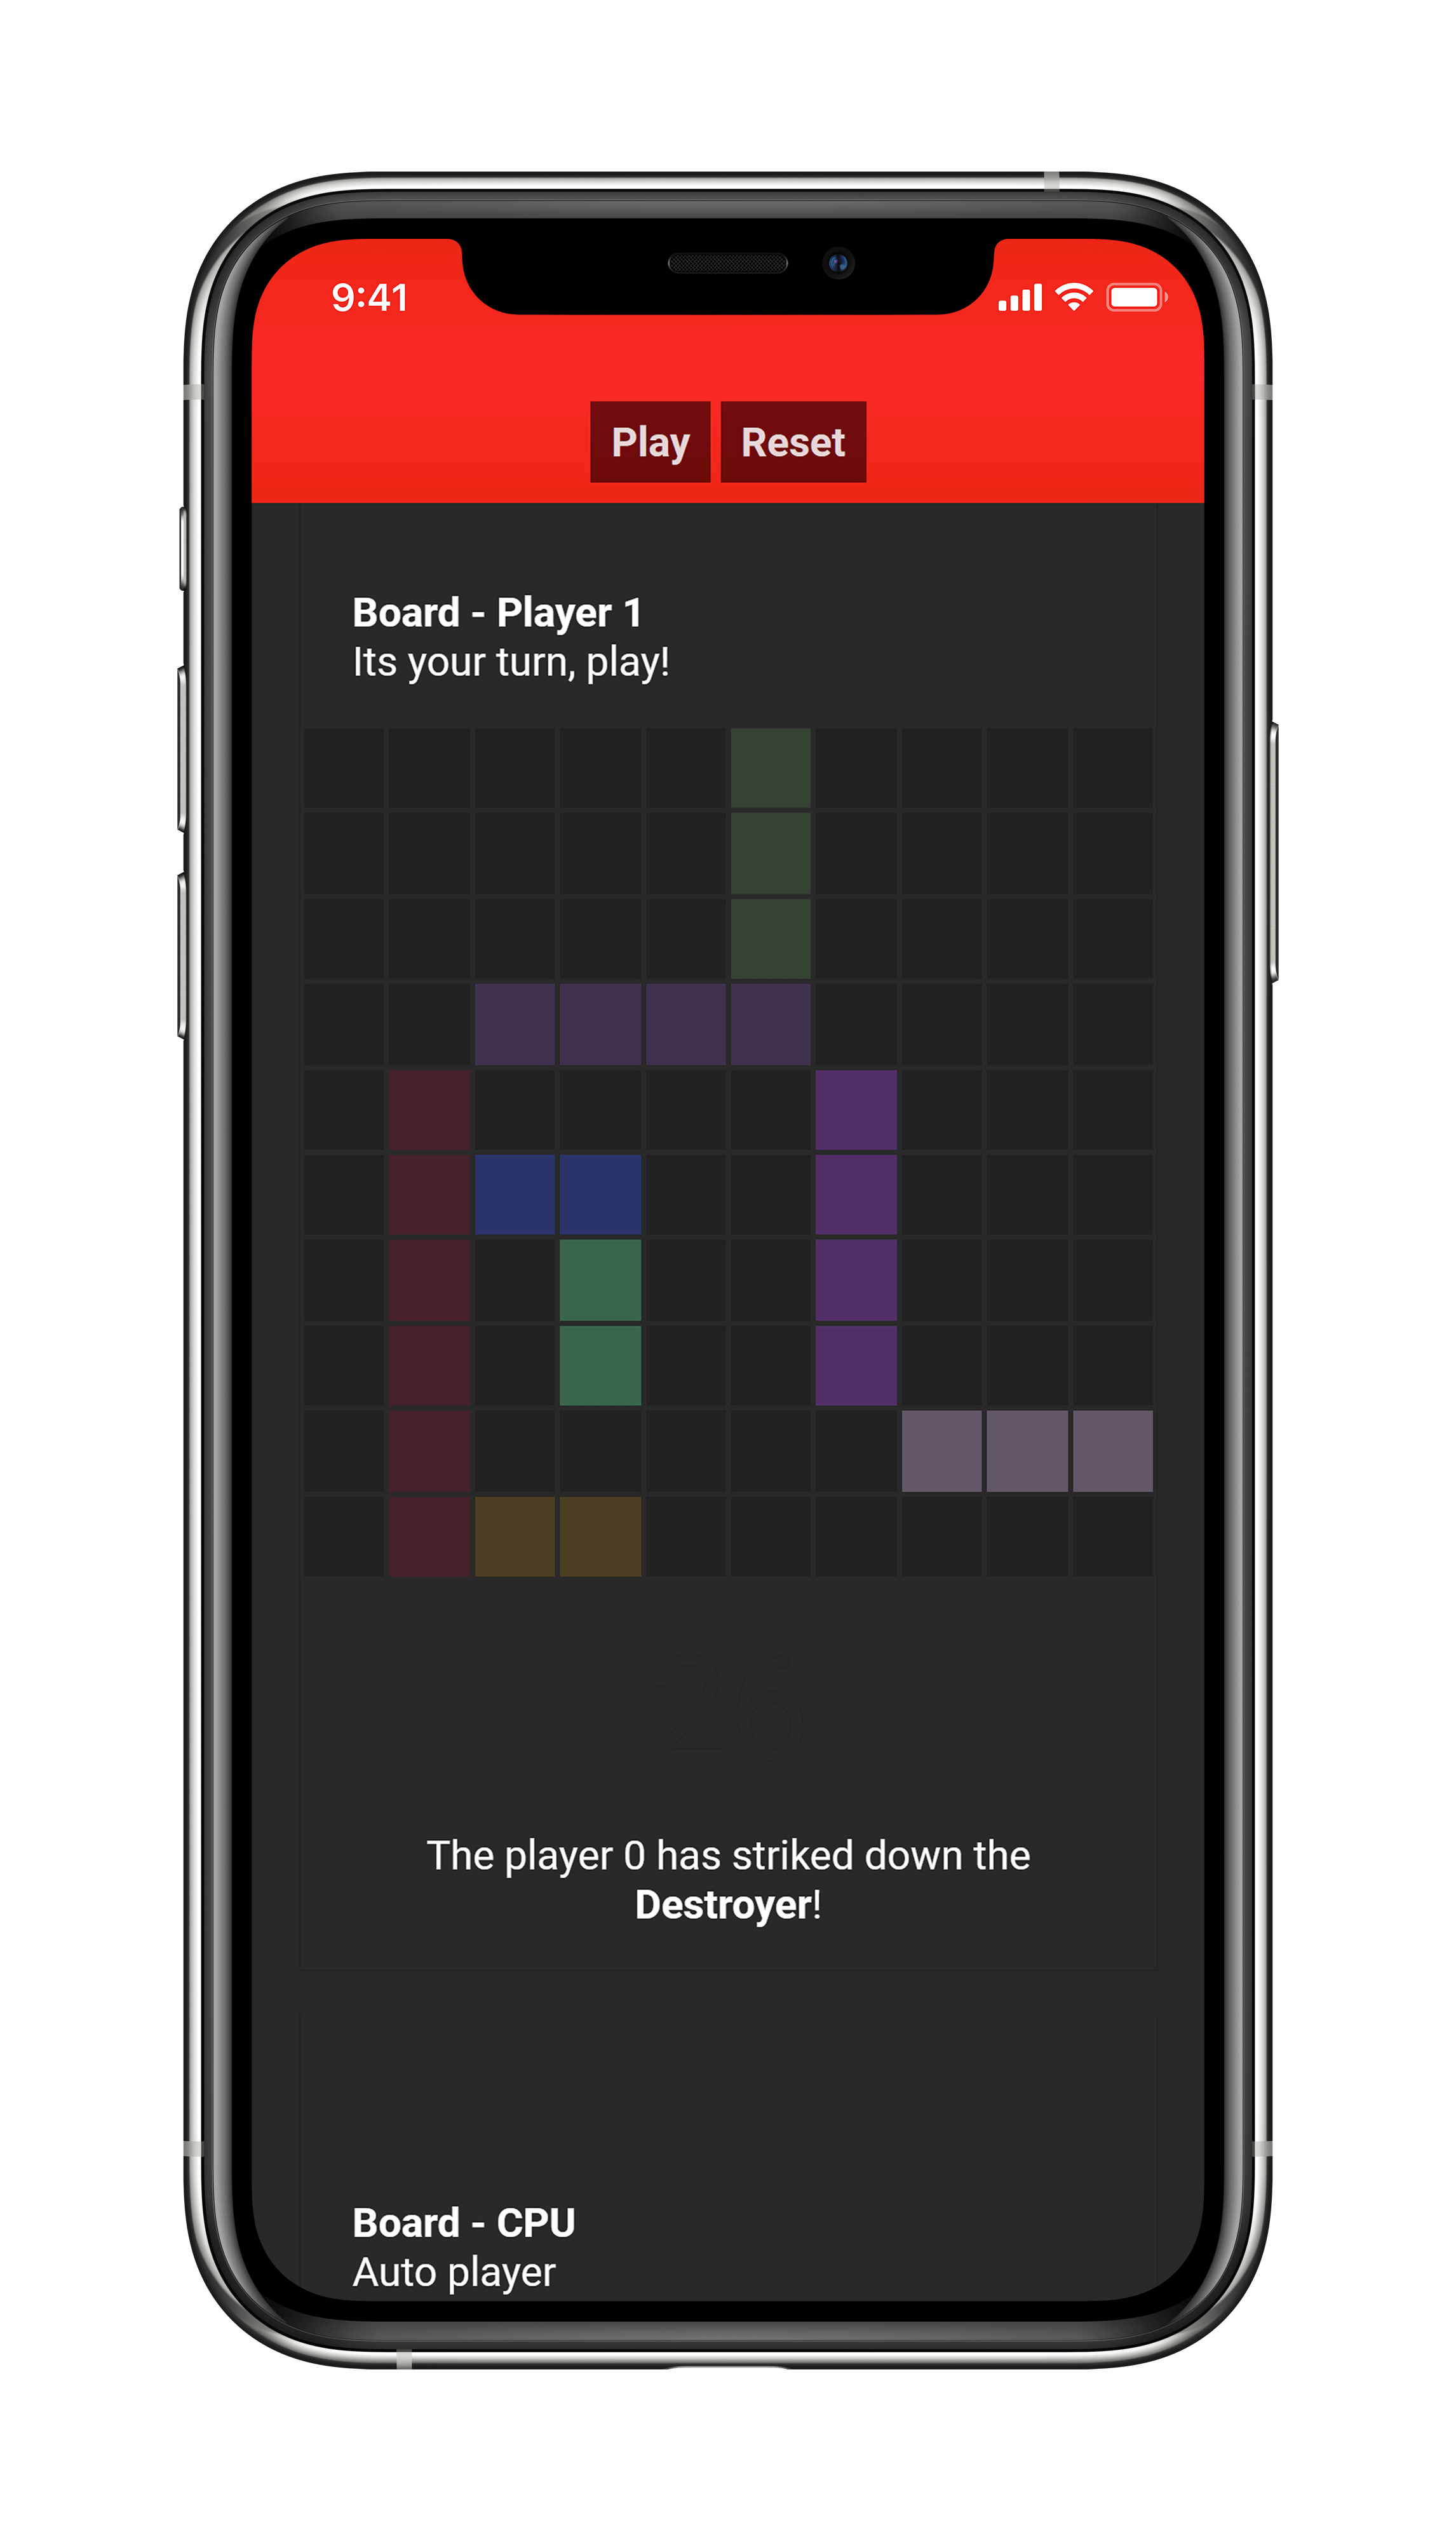 9:41
Play Reset
Board - Player 1
Its your turn, play!
26
The player 0 has striked down the
Destroyer!
Board - CPU
Auto player